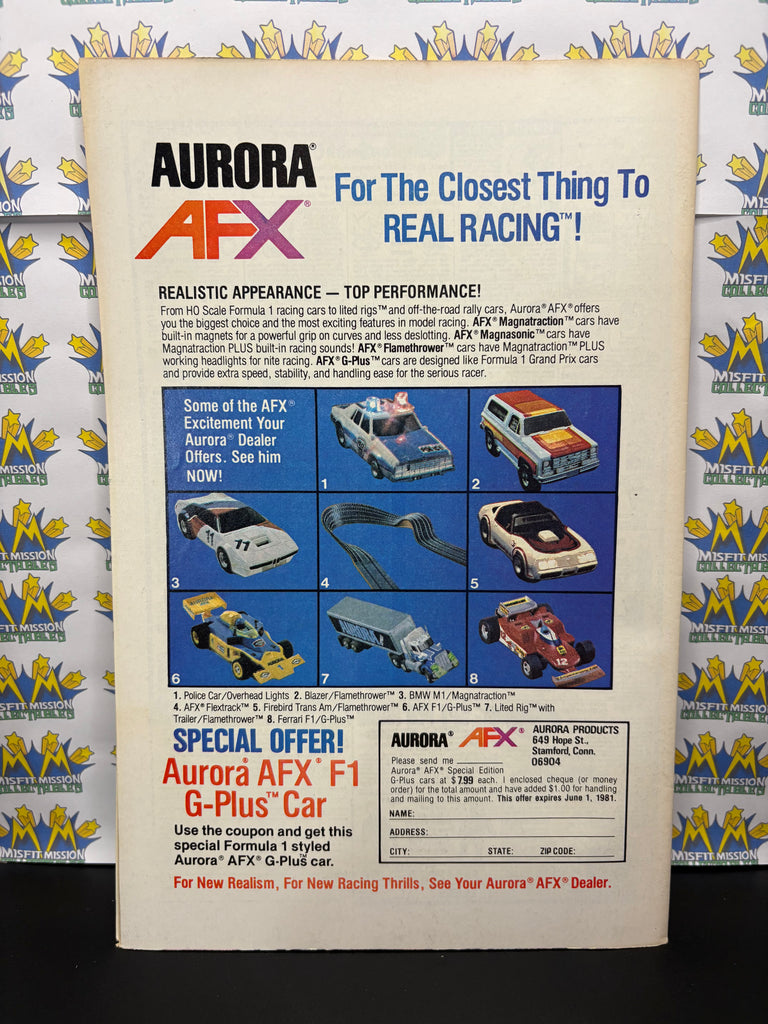 AURORA®
AFX®
For The Closest Thing To
REAL RACING™!
REALISTIC APPEARANCE — TOP PERFORMANCE!
From HO Scale Formula 1 racing cars to lited rigs™ and off-the-road rally cars, Aurora® AFX® offers
you the biggest choice and the most exciting features in model racing. AFX® Magnatraction™ cars have
built-in magnets for a powerful grip on curves and less deslotting. AFX® Magnasonic™ cars have
Magnatraction PLUS built-in racing sounds! AFX® Flamethrower™ cars have Magnatraction™ PLUS
working headlights for nite racing. AFX® G-Plus™ cars are designed like Formula 1 Grand Prix cars
and provide extra speed, stability, and handling ease for the serious racer.
Some of the AFX®
Excitement Your
Aurora® Dealer
Offers. See him
NOW!
1
2
3
11
11
4
5
6
7
AURORA
8
12
1. Police Car/Overhead Lights 2. Blazer/Flamethrower™ 3. BMW M1/Magnatraction™
4. AFX® Flextrack™ 5. Firebird Trans Am/Flamethrower™ 6. AFX F1/G-Plus™ 7. Lited Rig™ with
Trailer/Flamethrower™ 8. Ferrari F1/G-Plus™
SPECIAL OFFER!
Aurora® AFX® F1
G-Plus™ Car
Use the coupon and get this
special Formula 1 styled
Aurora® AFX® G-Plus™ car.
AURORA® AFX®
AURORA PRODUCTS
649 Hope St.,
Stamford, Conn.
06904
Please send me
Aurora® AFX® Special Edition
G-Plus cars at $7.99 each. I enclosed cheque (or money
order) for the total amount and have added $1.00 for handling
and mailing to this amount. This offer expires June 1, 1981.
NAME:
ADDRESS:
CITY: STATE: ZIP CODE:
For New Realism, For New Racing Thrills, See Your Aurora® AFX® Dealer.
MISFIT MISSION
COLLECTABLES